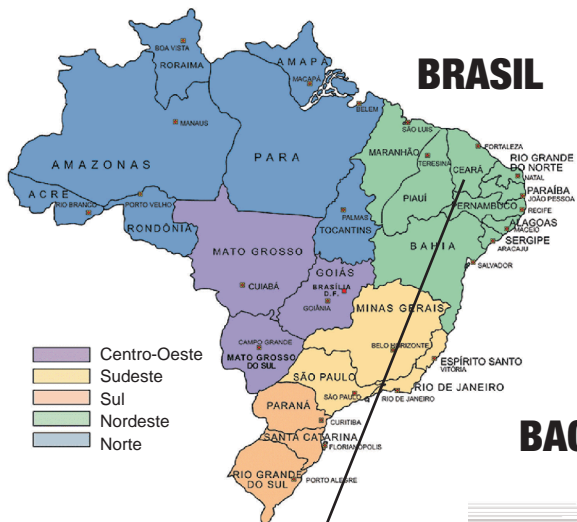 BRASIL
BOA VISTA
RORAIMA
AMAPÁ
MACAPÁ
BELEM
MANAUS
AMAZONAS
PARA
SÃO LUIS
MARANHÃO
TERESINA
FORTALEZA
CEARÁ
RIO GRANDE
DO NORTE
NATAL
PARAÍBA
JOÃO PESSOA
PIAUÍ
PERNAMBUCO
RECIFE
ALAGOAS
MACEIO
SERGIPE
ARACAJU
ACRE
RIO BRANCO
PORTO VELHO
RONDÔNIA
PALMAS
TOCANTINS
BAHIA
SALVADOR
MATO GROSSO
CUIABÁ
GOIÁS
BRASÍLIA
D.F.
GOIÂNIA
MINAS GERAIS
BELO HORIZONTE
CAMPO GRANDE
MATO GROSSO
DO SUL
ESPÍRITO SANTO
VITÓRIA
SÃO PAULO
SÃO PAULO
RIO DE JANEIRO
RIO DE JANEIRO
PARANÁ
CURITIBA
SANTA CATARINA
FLORIANÓPOLIS
RIO GRANDE
DO SUL
PORTO ALEGRE
Centro-Oeste
Sudeste
Sul
Nordeste
Norte